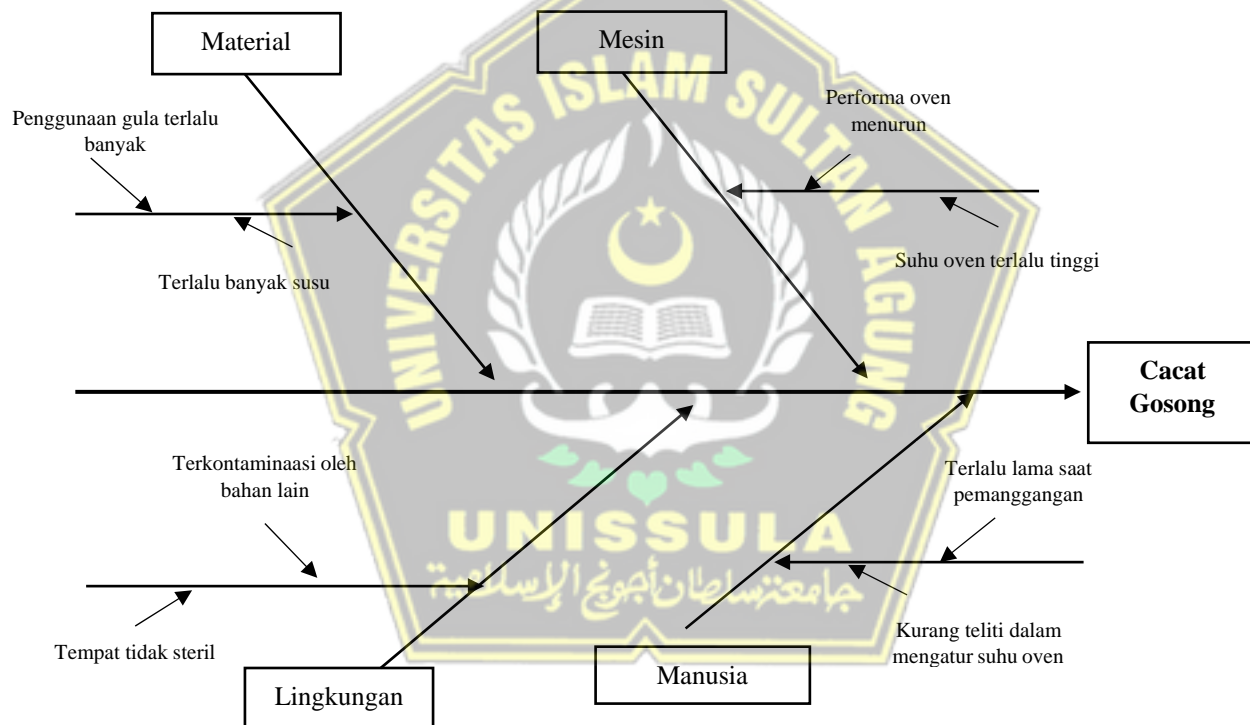 Material
Mesin
Penggunaan gula terlalu
banyak
Performa oven
menurun
Terlalu banyak susu
Suhu oven terlalu tinggi
Cacat
Gosong
Terkontaminaasi oleh
bahan lain
Terlalu lama saat
pemanggangan
Tempat tidak steril
Kurang teliti dalam
mengatur suhu oven
Lingkungan
Manusia
UNIVERSITAS ISLAM SULTAN AGUNG
UNISSULA
جامعة سلطان أجونج الإسلامية